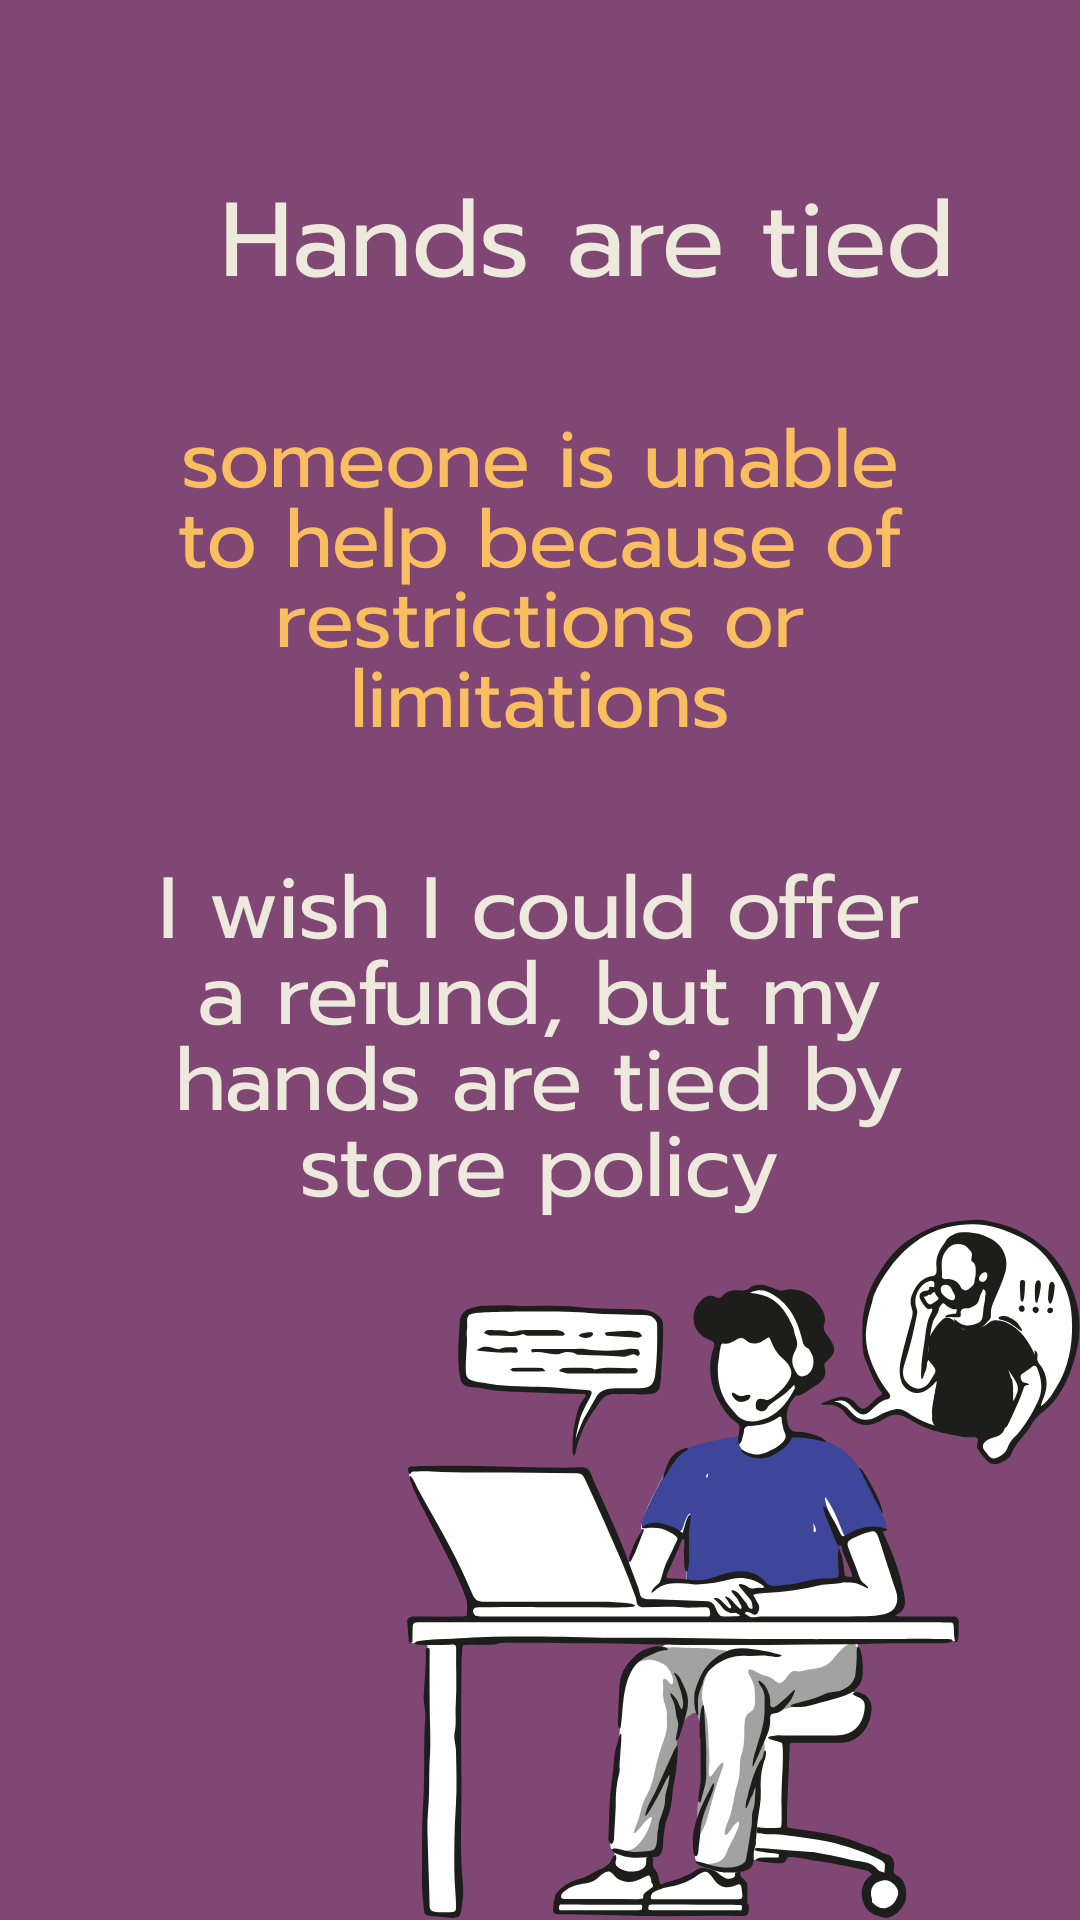 Hands are tied
someone is unable
to help because of
restrictions or
limitations
I wish I could offer
a refund, but my
hands are tied by
store policy
!!!